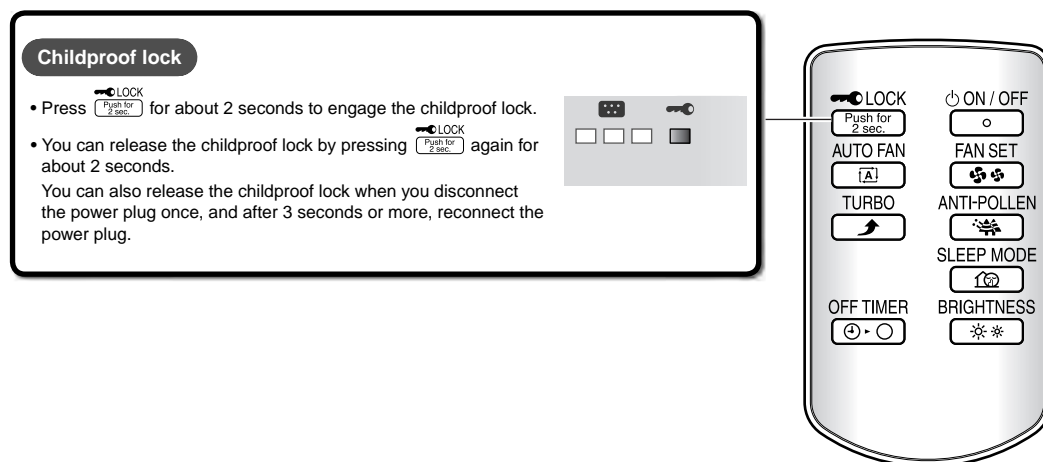 Childproof lock
LOCK
• Press Push for 2 sec. for about 2 seconds to engage the childproof lock.
LOCK
• You can release the childproof lock by pressing Push for 2 sec. again for
about 2 seconds.
You can also release the childproof lock when you disconnect
the power plug once, and after 3 seconds or more, reconnect the
power plug.
LOCK
Push for
2 sec.
ON / OFF
AUTO FAN
A
FAN SET
TURBO
ANTI-POLLEN
SLEEP MODE
OFF TIMER
BRIGHTNESS